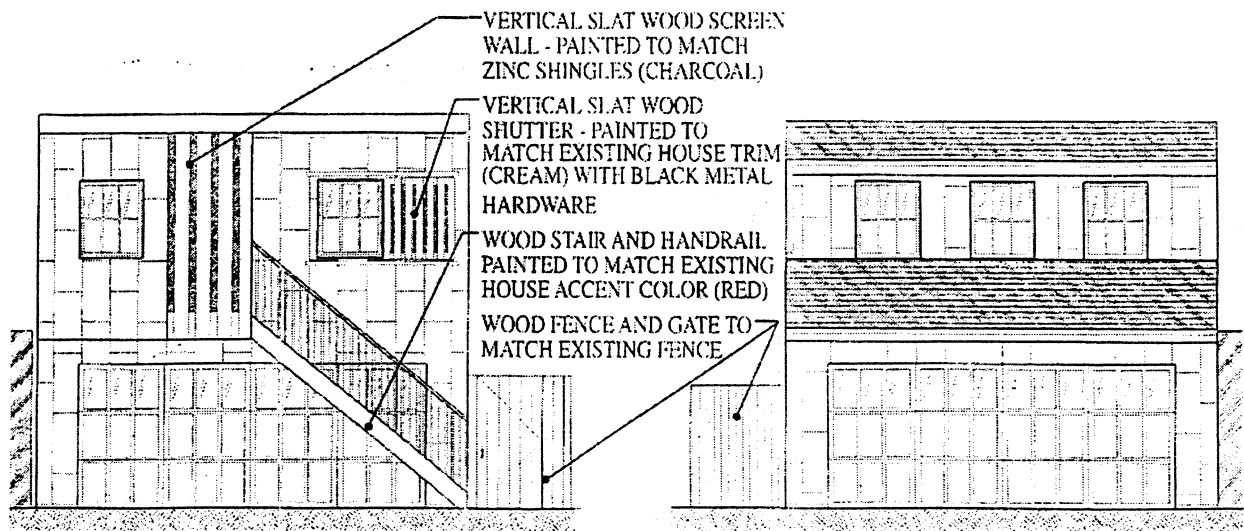 VERTICAL SLAT WOOD SCREEN
WALL - PAINTED TO MATCH
ZINC SHINGLES (CHARCOAL)
VERTICAL SLAT WOOD
SHUTTER - PAINTED TO
MATCH EXISTING HOUSE TRIM
(CREAM) WITH BLACK METAL
HARDWARE
WOOD STAIR AND HANDRAIL
PAINTED TO MATCH EXISTING
HOUSE ACCENT COLOR (RED)
WOOD FENCE AND GATE TO
MATCH EXISTING FENCE